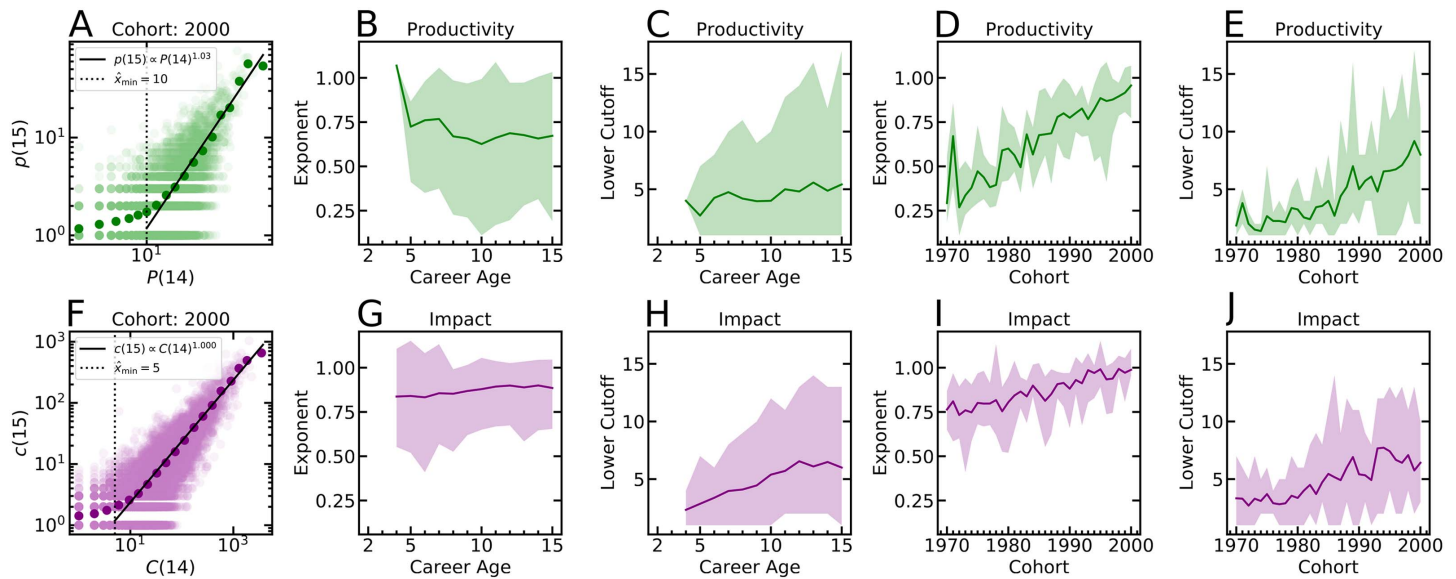 A
Cohort: 2000
p(15) ∝ P(14)^1.03
x̂min = 10
p(15)
10^1
10^0
10^1
P(14)
B
Productivity
Exponent
1.00
0.75
0.50
0.25
2 5 10 15
Career Age
C
Productivity
Lower Cutoff
15
10
5
2 5 10 15
Career Age
D
Productivity
Exponent
1.00
0.75
0.50
0.25
1970 1980 1990 2000
Cohort
E
Productivity
Lower Cutoff
15
10
5
1970 1980 1990 2000
Cohort
F
Cohort: 2000
c(15) ∝ C(14)^1.000
x̂min = 5
c(15)
10^3
10^2
10^1
10^0
10^1 10^3
C(14)
G
Impact
Exponent
1.00
0.75
0.50
0.25
2 5 10 15
Career Age
H
Impact
Lower Cutoff
15
10
5
2 5 10 15
Career Age
I
Impact
Exponent
1.00
0.75
0.50
0.25
1970 1980 1990 2000
Cohort
J
Impact
Lower Cutoff
15
10
5
1970 1980 1990 2000
Cohort